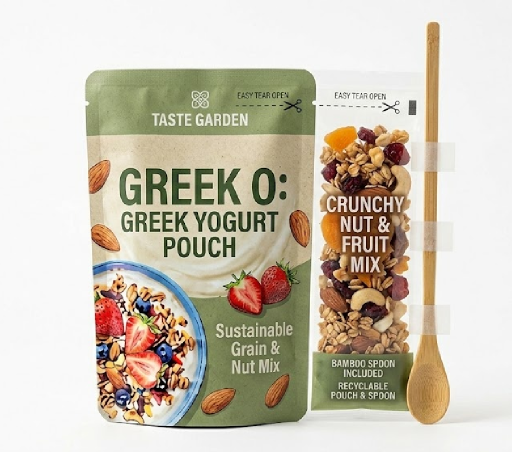 TASTE GARDEN
EASY TEAR OPEN
GREEK O:
GREEK YOGURT
POUCH
Sustainable
Grain &
Nut Mix
EASY TEAR OPEN
CRUNCHY
NUT &
FRUIT
MIX
BAMBOO SPOON
INCLUDED
RECYCLABLE
POUCH & SPOON